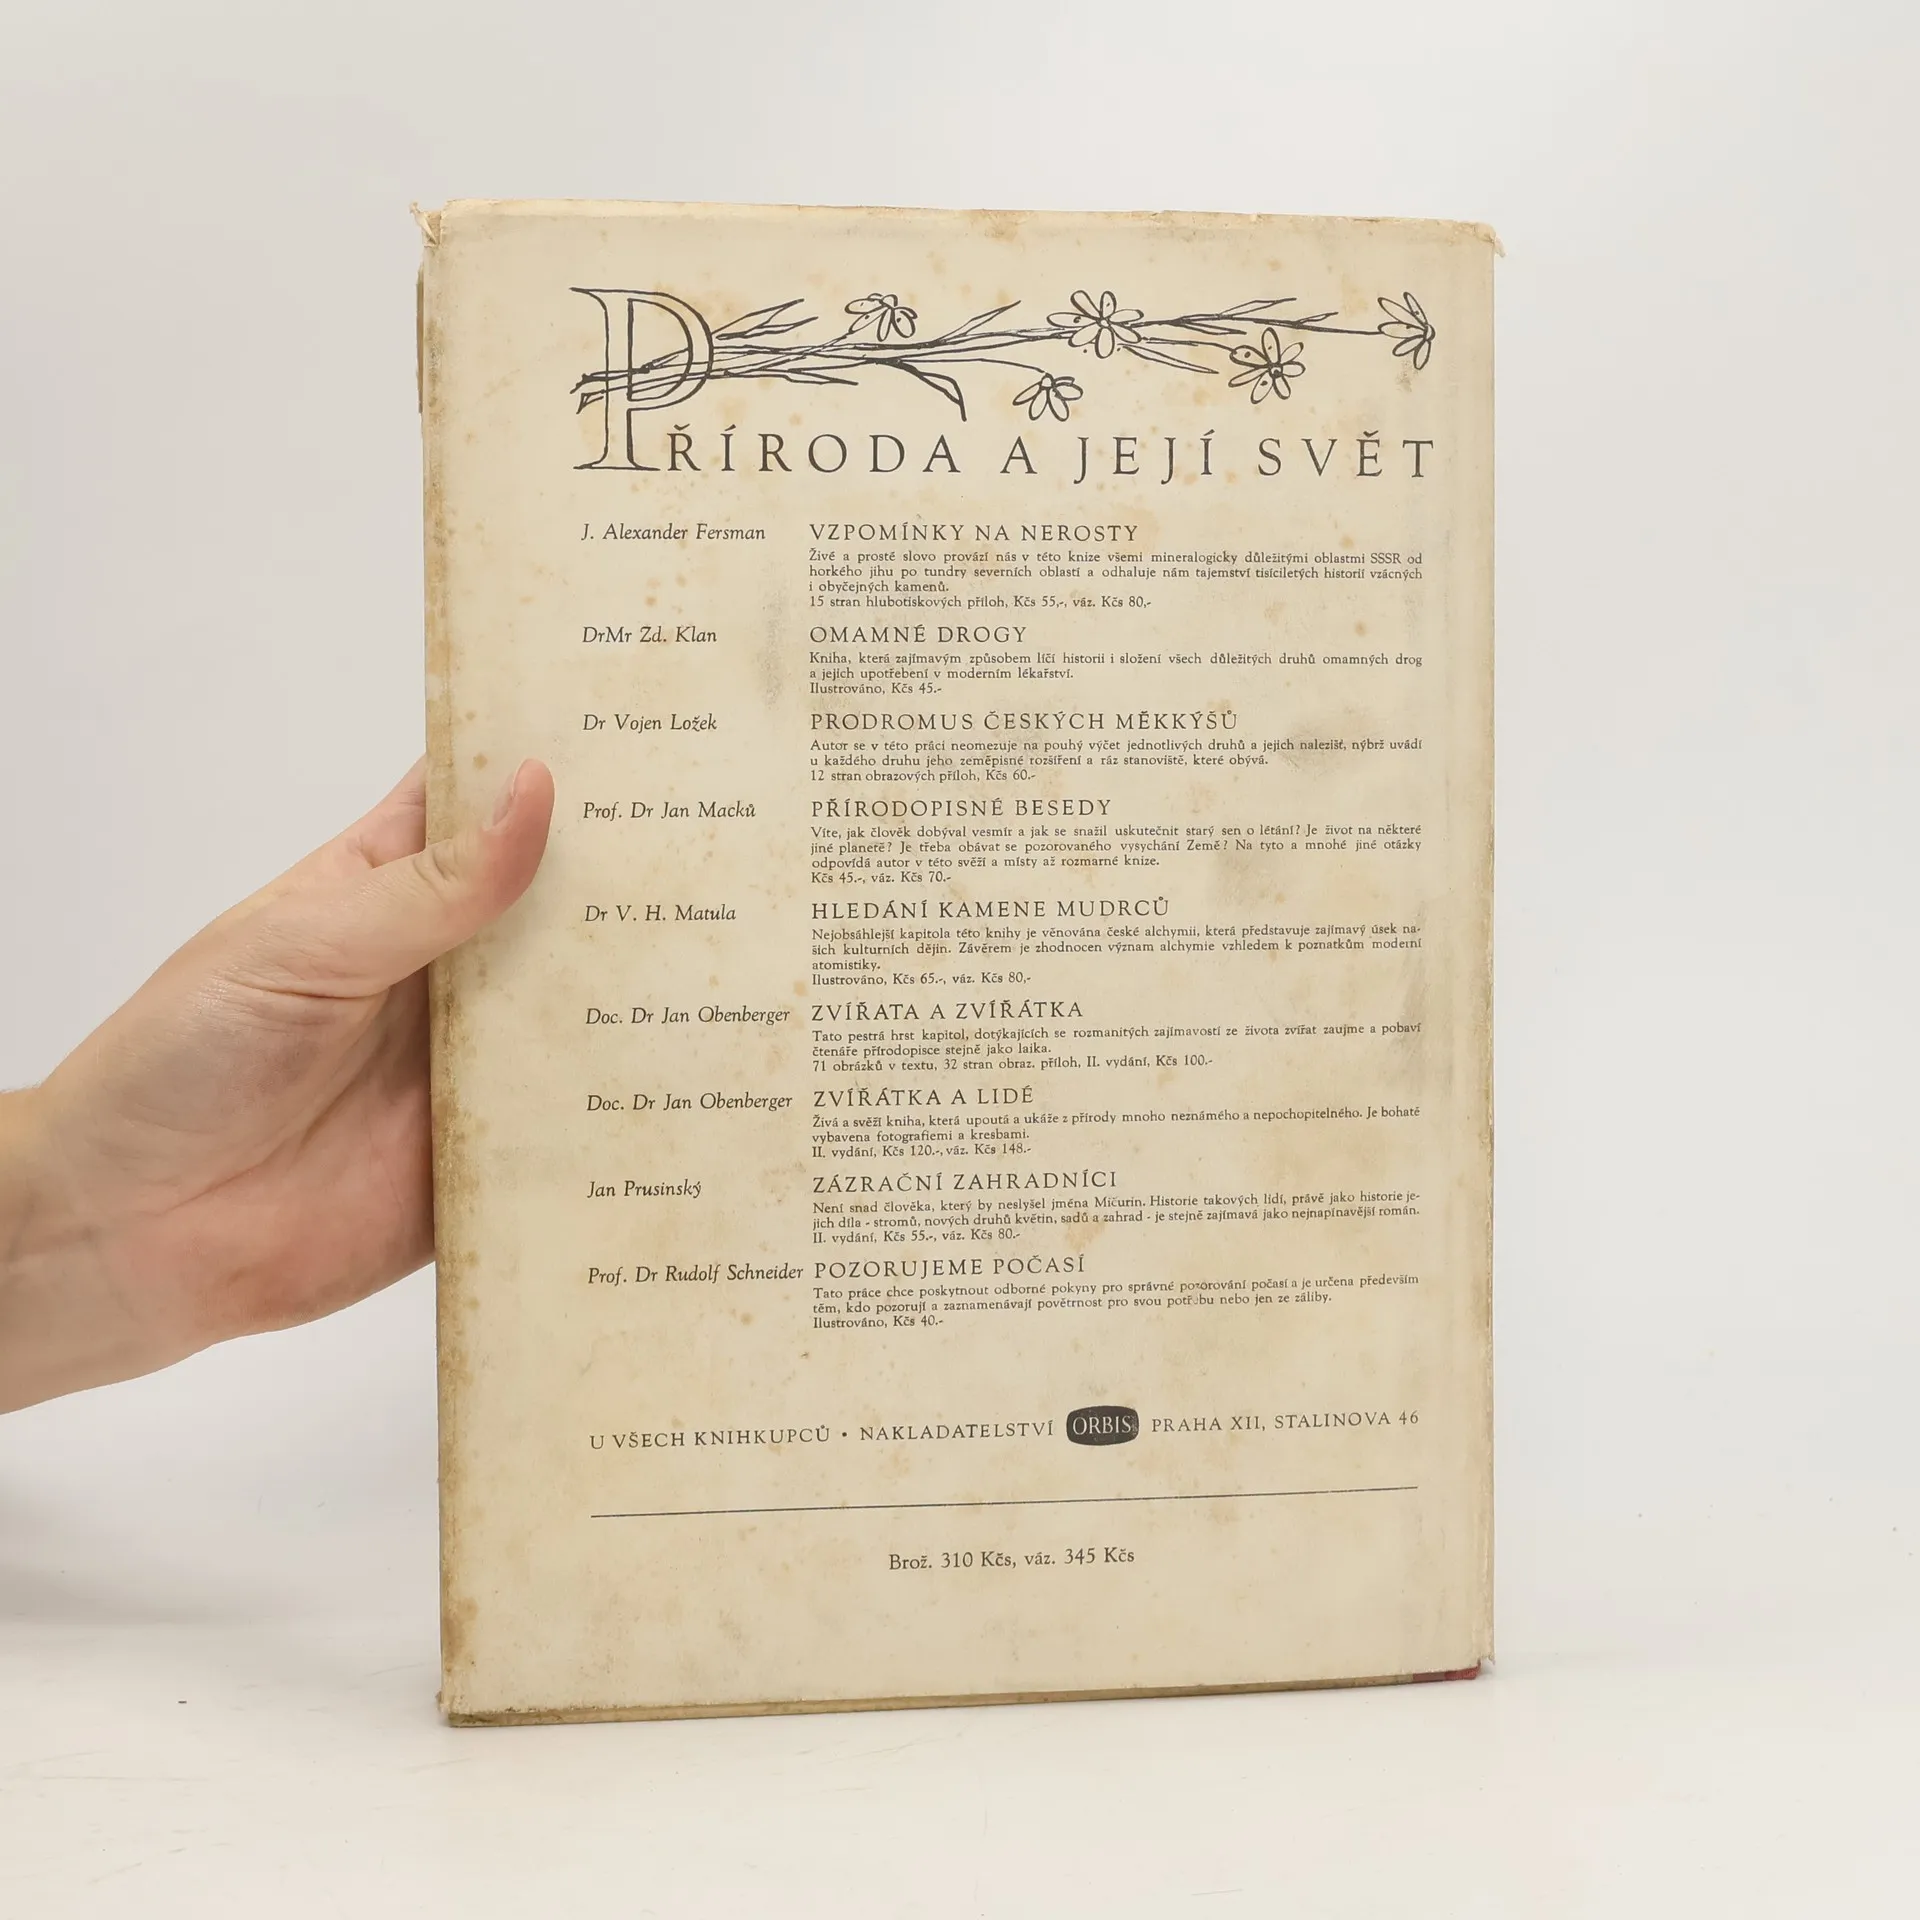 PŘÍRODA A JEJÍ SVĚT
J. Alexander Fersman
VZPOMÍNKY NA NEROSTY
Živé a prosté slovo provází nás v této knize všemi mineralogicky důležitými oblastmi SSSR od
horkého jihu po tundry severních oblastí a odhaluje nám tajemství tisíciletých historií vzácných
i obyčejných kamenů.
15 stran hlubotiskových příloh, Kčs 55,-, váz. Kčs 80,-
DrMr Zd. Klan
OMAMNÉ DROGY
Kniha, která zajímavým způsobem líčí historii i složení všech důležitých druhů omamných drog
a jejich upotřebení v moderním lékařství.
Ilustrováno, Kčs 45.-
Dr Vojen Ložek
PRODROMUS ČESKÝCH MĚKKÝŠŮ
Autor se v této práci neomezuje na pouhý výčet jednotlivých druhů a jejich nalezišť, nýbrž uvádí
u každého druhu jeho zeměpisné rozšíření a ráz stanoviště, které obývá.
12 stran obrazových příloh, Kčs 60.-
Prof. Dr Jan Macků
PŘÍRODOPISNÉ BESEDY
Víte, jak člověk dobýval vesmír a jak se snažil uskutečnit starý sen o létání? Je život na některé
jiné planetě? Je třeba obávat se pozorovaného vysychání Země? Na tyto a mnohé jiné otázky
odpovídá autor v této svěží a místy až rozmarné knize.
Kčs 45.-, váz. Kčs 70.-
Dr V. H. Matula
HLEDÁNÍ KAMENE MUDRCŮ
Nejobsáhlejší kapitola této knihy je věnována české alchymii, která představuje zajímavý úsek na-
šich kulturních dějin. Závěrem je zhodnocen význam alchymie vzhledem k poznatkům moderní
atomistiky.
Ilustrováno, Kčs 65.-, váz. Kčs 80,-
Doc. Dr Jan Obenberger
ZVÍŘATA A ZVÍŘÁTKA
Tato pestrá hrst kapitol, dotýkajících se rozmanitých zajímavostí ze života zvířat zaujme a pobaví
čtenáře přírodopisce stejně jako laika.
71 obrázků v textu, 32 stran obraz. příloh, II. vydání, Kčs 100.-
Doc. Dr Jan Obenberger
ZVÍŘÁTKA A LIDÉ
Živá a svěží kniha, která upoutá a ukáže z přírody mnoho neznámého a nepochopitelného. Je bohatě
vybavena fotografiemi a kresbami.
II. vydání, Kčs 120.-, váz. Kčs 148.-
Jan Prusinský
ZÁZRAČNÍ ZAHRADNÍCI
Není snad člověka, který by neslyšel jména Mičurin. Historie takových lidí, právě jako historie je-
jich díla - stromů, nových druhů květin, sadů a zahrad - je stejně zajímavá jako nejnapínavější román.
II. vydání, Kčs 55.-, váz. Kčs 80.-
Prof. Dr Rudolf Schneider
POZORUJEME POČASÍ
Tato práce chce poskytnout odborné pokyny pro správné pozorování počasí a je určena především
těm, kdo pozorují a zaznamenávají povětrnost pro svou potřebu nebo jen ze záliby.
Ilustrováno, Kčs 40.-
U VŠECH KNIHKUPCŮ • NAKLADATELSTVÍ ORBIS PRAHA XII, STALINOVA 46
Brož. 310 Kčs, váz. 345 Kčs